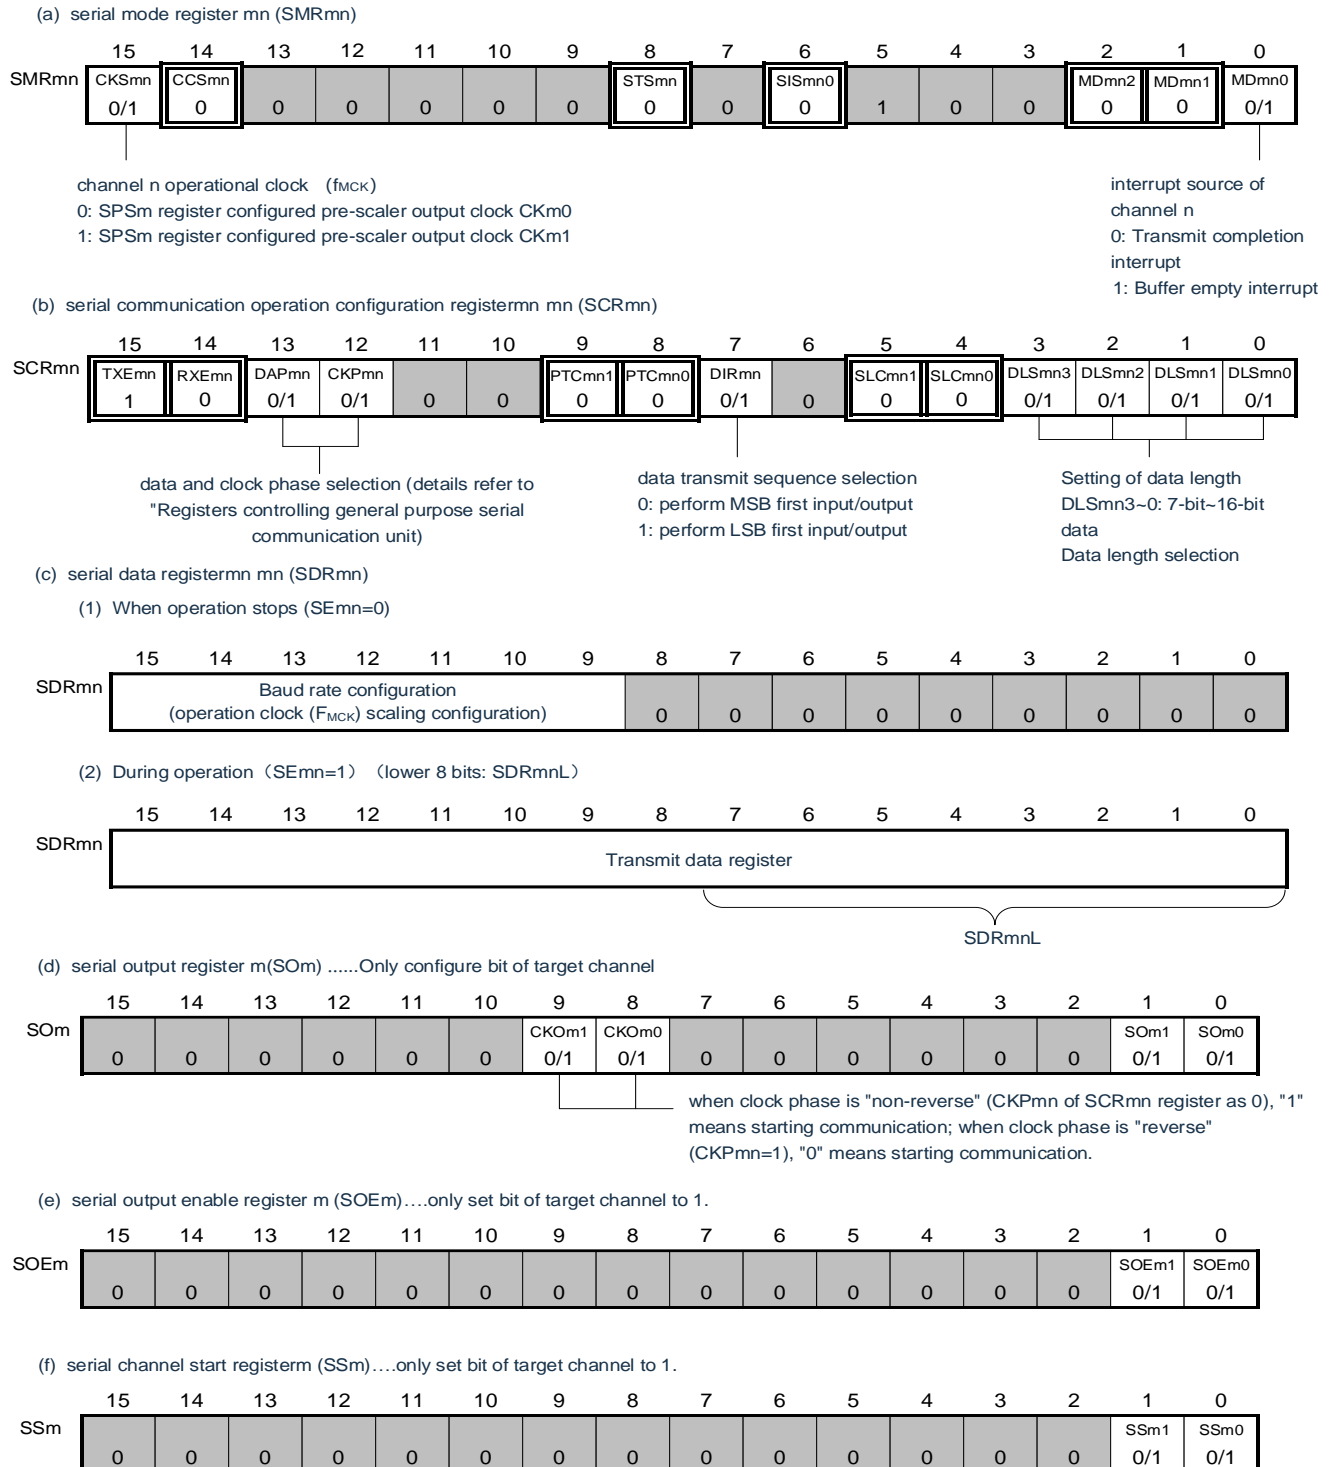 (a) serial mode register mn (SMRmn)
15 14 13 12 11 10 9 8 7 6 5 4 3 2 1 0
SMRmn CKSmn CCSmn STSmn SISmn0 MDmn2 MDmn1 MDmn0
0/1 0 0 0 0 0 0 0 0 0 1 0 0 0 0 0/1
channel n operational clock (fMCK)
0: SPSm register configured pre-scaler output clock CKm0
1: SPSm register configured pre-scaler output clock CKm1
interrupt source of
channel n
0: Transmit completion
interrupt
1: Buffer empty interrupt
(b) serial communication operation configuration registermn mn (SCRmn)
15 14 13 12 11 10 9 8 7 6 5 4 3 2 1 0
SCRmn TXEmn RXEmn DAPmn CKPmn PTCmn1 PTCmn0 DIRmn SLCmn1 SLCmn0 DLSmn3 DLSmn2 DLSmn1 DLSmn0
1 0 0/1 0/1 0 0 0 0 0/1 0 0 0 0/1 0/1 0/1 0/1
data and clock phase selection (details refer to
"Registers controlling general purpose serial
communication unit)
data transmit sequence selection
0: perform MSB first input/output
1: perform LSB first input/output
Setting of data length
DLSmn3~0: 7-bit~16-bit
data
Data length selection
(c) serial data registermn mn (SDRmn)
(1) When operation stops (SEmn=0)
15 14 13 12 11 10 9 8 7 6 5 4 3 2 1 0
SDRmn Baud rate configuration
(operation clock (FMCK) scaling configuration) 0 0 0 0 0 0 0 0 0
(2) During operation（SEmn=1）（lower 8 bits: SDRmnL）
15 14 13 12 11 10 9 8 7 6 5 4 3 2 1 0
SDRmn Transmit data register
SDRmnL
(d) serial output register m(SOm) ......Only configure bit of target channel
15 14 13 12 11 10 9 8 7 6 5 4 3 2 1 0
SOm CKOm1 CKOm0 SOm1 SOm0
0 0 0 0 0 0 0/1 0/1 0 0 0 0 0 0 0/1 0/1
when clock phase is "non-reverse" (CKPmn of SCRmn register as 0), "1"
means starting communication; when clock phase is "reverse"
(CKPmn=1), "0" means starting communication.
(e) serial output enable register m (SOEm)….only set bit of target channel to 1.
15 14 13 12 11 10 9 8 7 6 5 4 3 2 1 0
SOEm SOEm1 SOEm0
0 0 0 0 0 0 0 0 0 0 0 0 0 0 0/1 0/1
(f) serial channel start registerm (SSm)….only set bit of target channel to 1.
15 14 13 12 11 10 9 8 7 6 5 4 3 2 1 0
SSm SSm1 SSm0
0 0 0 0 0 0 0 0 0 0 0 0 0 0 0/1 0/1